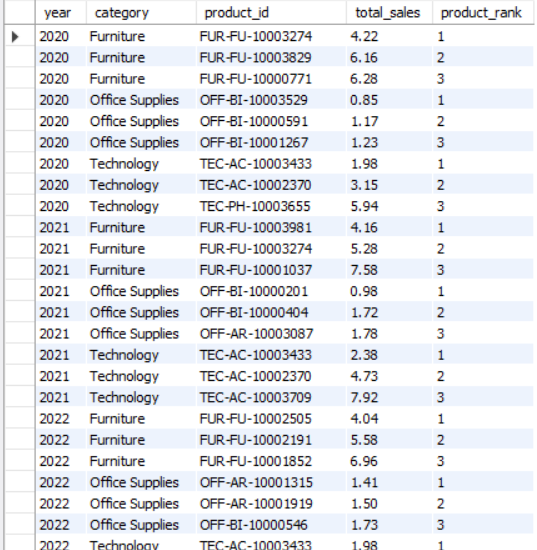 year category product_id total_sales product_rank
2020 Furniture FUR-FU-10003274 4.22 1
2020 Furniture FUR-FU-10003829 6.16 2
2020 Furniture FUR-FU-10000771 6.28 3
2020 Office Supplies OFF-BI-10003529 0.85 1
2020 Office Supplies OFF-BI-10000591 1.17 2
2020 Office Supplies OFF-BI-10001267 1.23 3
2020 Technology TEC-AC-10003433 1.98 1
2020 Technology TEC-AC-10002370 3.15 2
2020 Technology TEC-PH-10003655 5.94 3
2021 Furniture FUR-FU-10003981 4.16 1
2021 Furniture FUR-FU-10003274 5.28 2
2021 Furniture FUR-FU-10001037 7.58 3
2021 Office Supplies OFF-BI-10000201 0.98 1
2021 Office Supplies OFF-BI-10000404 1.72 2
2021 Office Supplies OFF-AR-10003087 1.78 3
2021 Technology TEC-AC-10003433 2.38 1
2021 Technology TEC-AC-10002370 4.73 2
2021 Technology TEC-AC-10003709 7.92 3
2022 Furniture FUR-FU-10002505 4.04 1
2022 Furniture FUR-FU-10002191 5.58 2
2022 Furniture FUR-FU-10001852 6.96 3
2022 Office Supplies OFF-AR-10001315 1.41 1
2022 Office Supplies OFF-AR-10001919 1.50 2
2022 Office Supplies OFF-BI-10000546 1.73 3
2022 Technology TEC-AC-10003433 1.98 1